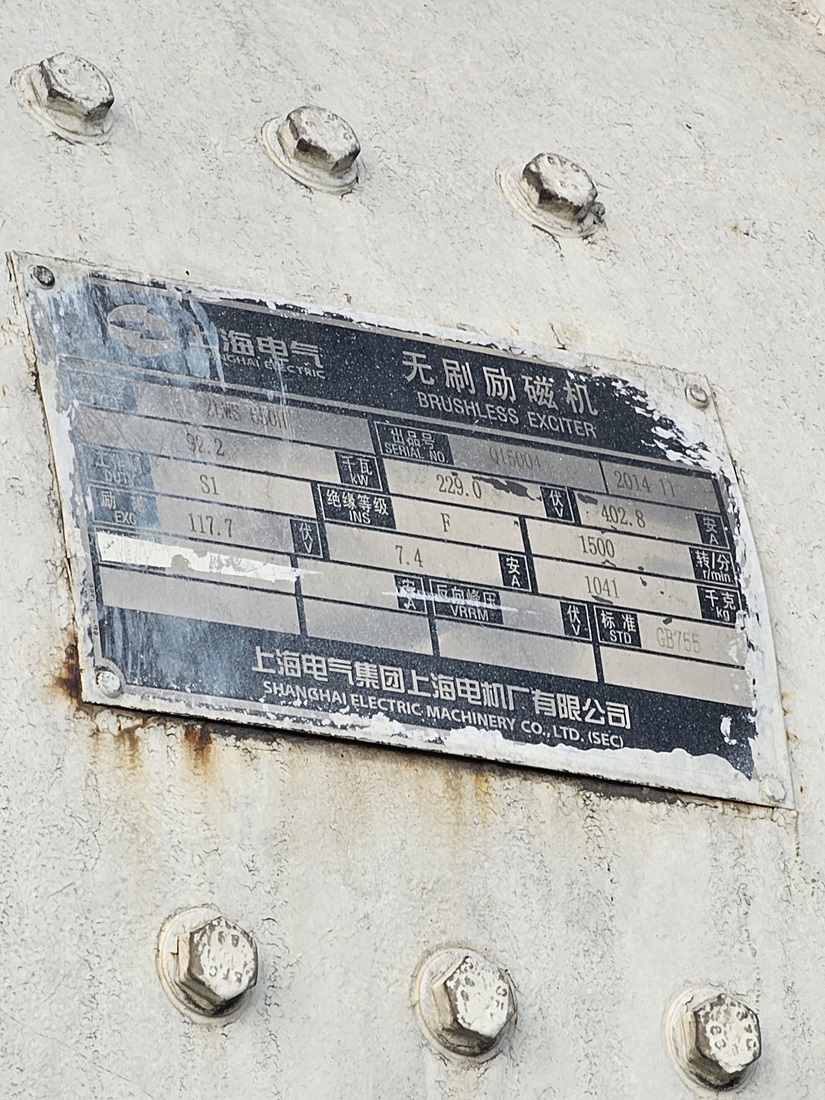 上海电气 无刷励磁机
SHANGHAI ELECTRIC BRUSHLESS EXCITER
出品号 SERIAL NO Q15004 2014 11
92.2 千瓦 kW 229.0 伏 V 402.8 安 A
S1 绝缘等级 INS F 1500 转/分 r/min
EXC 117.7 伏 V 7.4 安 A 1041 千克 kg
安 A 反向峰压 VRRM 伏 V 标准 STD GB755
上海电气集团上海电机厂有限公司
SHANGHAI ELECTRIC MACHINERY CO., LTD. (SEC)